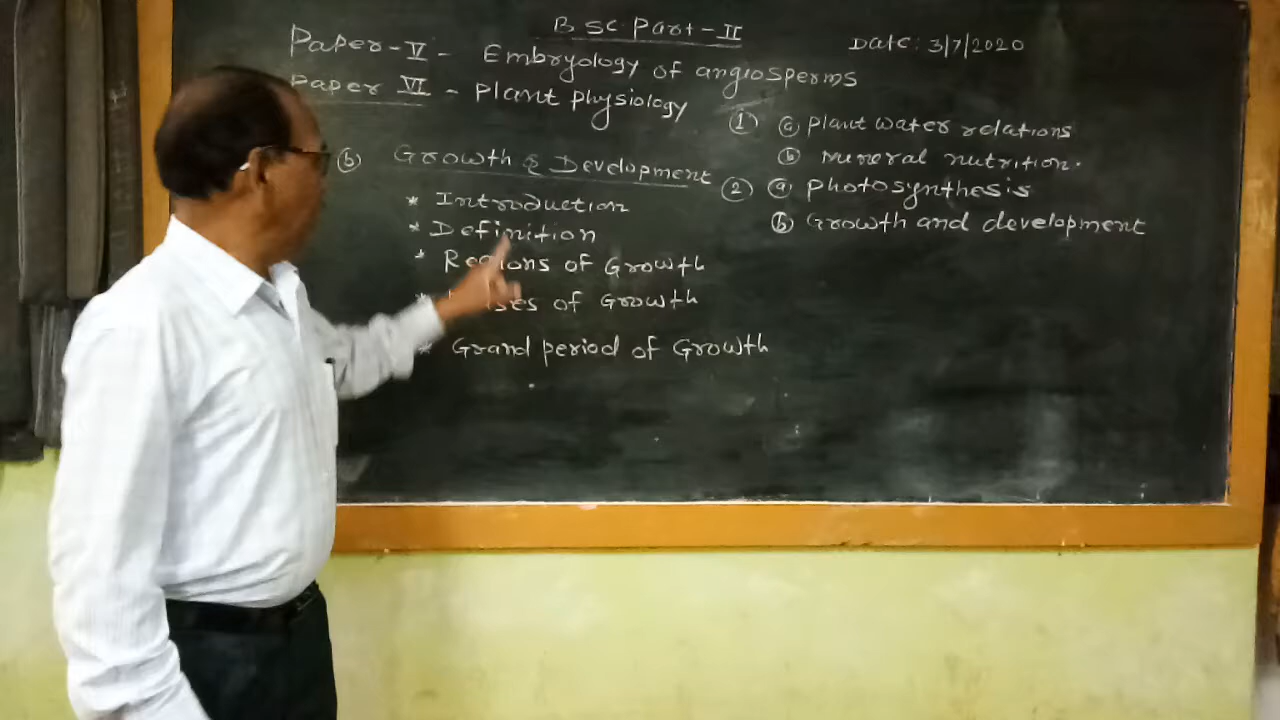 BSC Part-II
Date: 3/7/2020
Paper-V - Embryology of angiosperms
Paper VI - Plant physiology
① ⓐ Plant water relations
ⓑ Mineral nutrition.
② ⓐ photosynthesis
ⓑ Growth and development
ⓑ Growth & Development
* Introduction
* Definition
* Regions of Growth
* of Growth
* Grand period of Growth